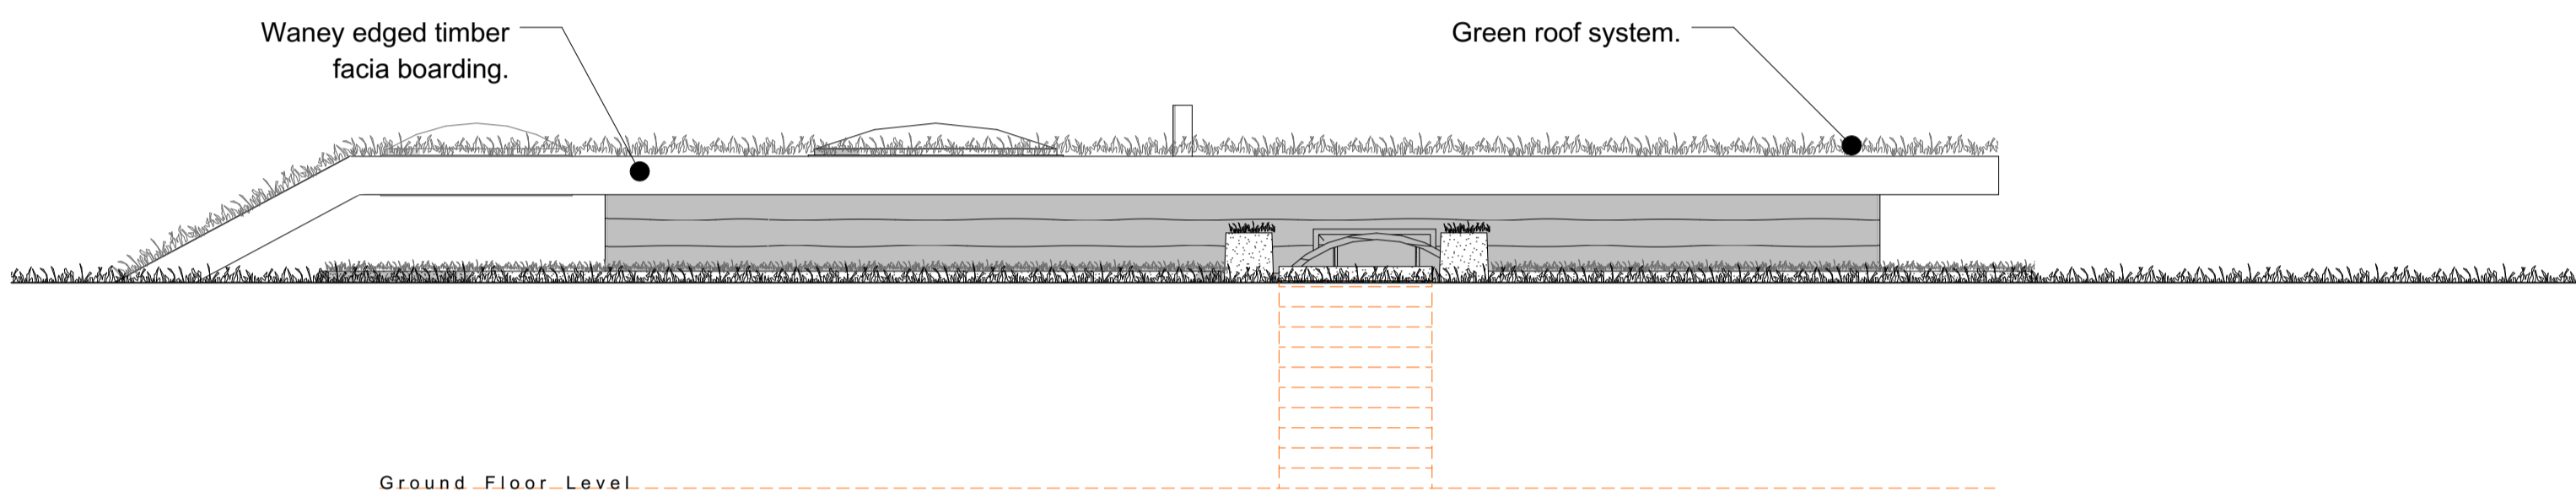 Waney edged timber
facia boarding.
Green roof system.
Ground Floor Level